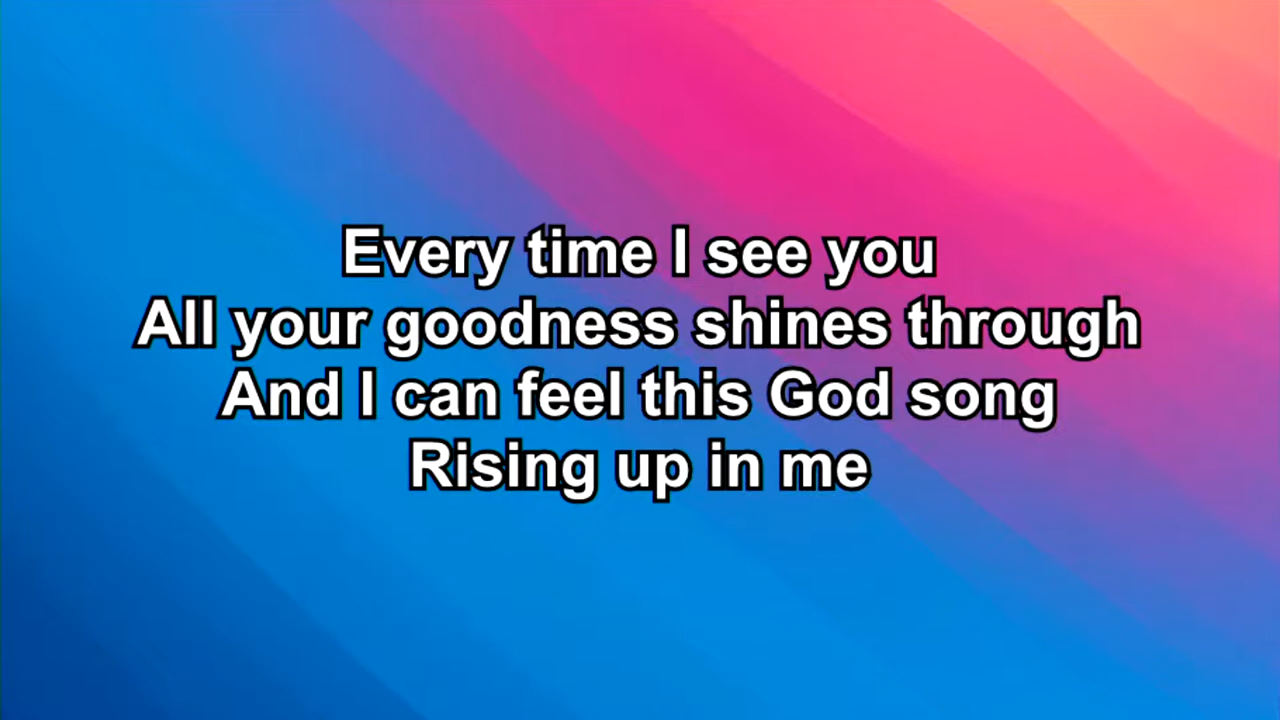 Every time I see you
All your goodness shines through
And I can feel this God song
Rising up in me